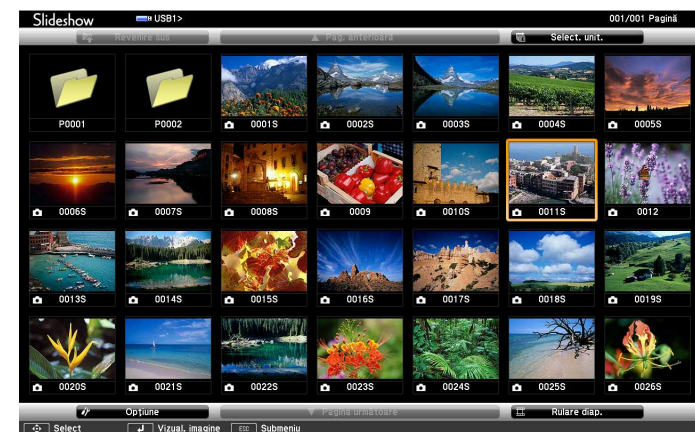 Slideshow USB1> 001/001 Pagină
Revenire sus Pag. anterioară Select. unit.
P0001 P0002 0001S 0002S 0003S 0004S 0005S
0006S 0007S 0008S 0009 0010S 0011S 0012
0013S 0014S 0015S 0016S 0017S 0018S 0019S
0020S 0021S 0022S 0023S 0024S 0025S 0026S
Opţiune Pagina următoare Rulare diap.
Select Vizual. imagine ESC Submeniu